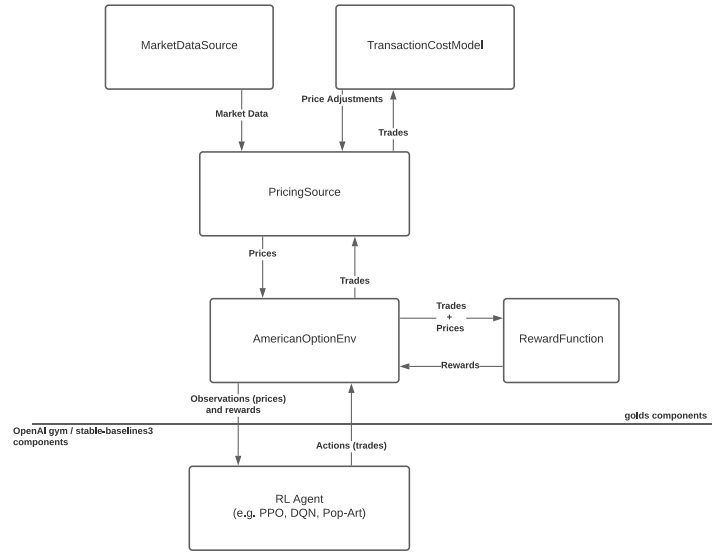 MarketDataSource
TransactionCostModel
Market Data
Price Adjustments
Trades
PricingSource
Prices
Trades
AmericanOptionEnv
Trades
+
Prices
RewardFunction
Rewards
Observations (prices)
and rewards
golds components
OpenAI gym / stable-baselines3
components
Actions (trades)
RL Agent
(e.g. PPO, DQN, Pop-Art)